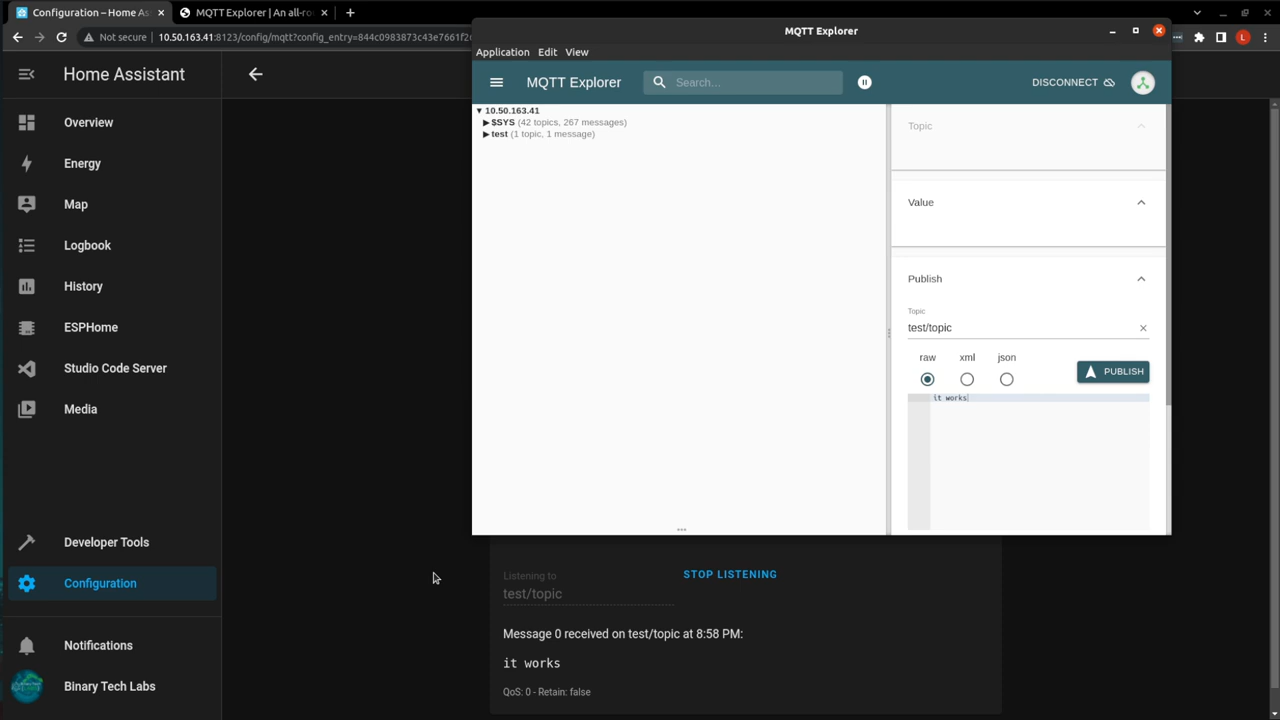 Configuration – Home As
MQTT Explorer | An all-ro
Not secure | 10.50.163.41:8123/config/mqtt?config_entry=844c0983873c43e7661f2
L
Home Assistant
Overview
Energy
Map
Logbook
History
ESPHome
Studio Code Server
Media
Developer Tools
Configuration
Notifications
Binary Tech Labs
MQTT Explorer
Application Edit View
MQTT Explorer
Search...
DISCONNECT
10.50.163.41
$SYS (42 topics, 267 messages)
test (1 topic, 1 message)
Topic
Value
Publish
Topic
test/topic
raw xml json
PUBLISH
it works
Listening to
test/topic
STOP LISTENING
Message 0 received on test/topic at 8:58 PM:
it works
QoS: 0 - Retain: false